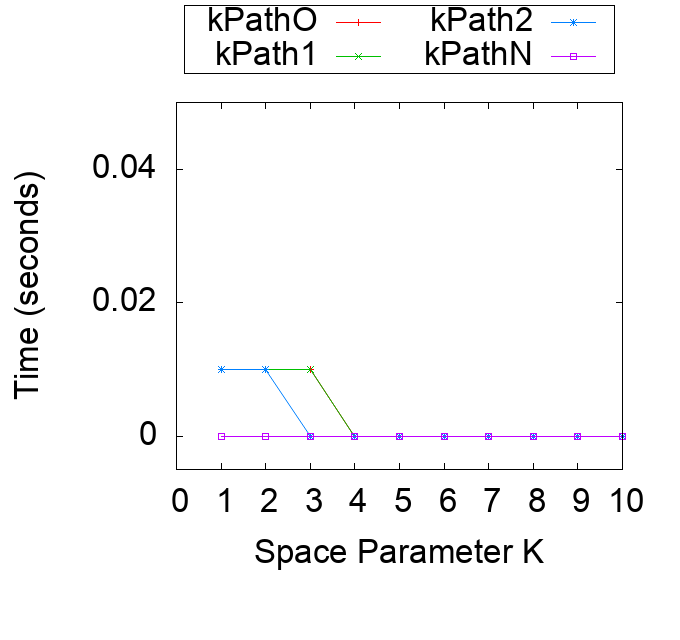 kPathO kPath2
kPath1 kPathN
0.04
0.02
0
Time (seconds)
0 1 2 3 4 5 6 7 8 9 10
Space Parameter K